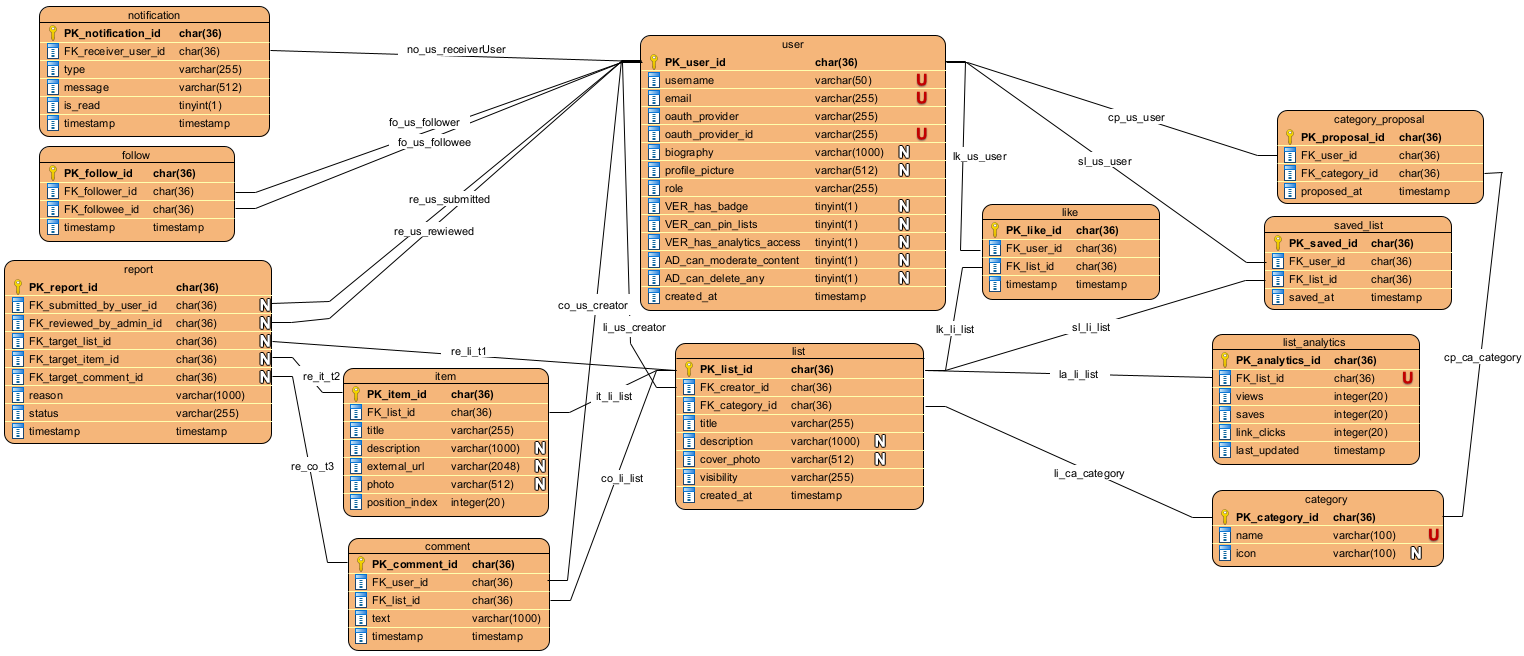 notification
PK_notification_id char(36)
FK_receiver_user_id char(36)
type varchar(255)
message varchar(512)
is_read tinyint(1)
timestamp timestamp
follow
PK_follow_id char(36)
FK_follower_id char(36)
FK_followee_id char(36)
timestamp timestamp
report
PK_report_id char(36)
FK_submitted_by_user_id char(36) N
FK_reviewed_by_admin_id char(36) N
FK_target_list_id char(36) N
FK_target_item_id char(36) N
FK_target_comment_id char(36) N
reason varchar(1000)
status varchar(255)
timestamp timestamp
item
PK_item_id char(36)
FK_list_id char(36)
title varchar(255)
description varchar(1000) N
external_url varchar(2048) N
photo varchar(512) N
position_index integer(20)
comment
PK_comment_id char(36)
FK_user_id char(36)
FK_list_id char(36)
text varchar(1000)
timestamp timestamp
user
PK_user_id char(36)
username varchar(50) U
email varchar(255) U
oauth_provider varchar(255)
oauth_provider_id varchar(255) U
biography varchar(1000) N
profile_picture varchar(512) N
role varchar(255)
VER_has_badge tinyint(1) N
VER_can_pin_lists tinyint(1) N
VER_has_analytics_access tinyint(1) N
AD_can_moderate_content tinyint(1) N
AD_can_delete_any tinyint(1) N
created_at timestamp
list
PK_list_id char(36)
FK_creator_id char(36)
FK_category_id char(36)
title varchar(255)
description varchar(1000) N
cover_photo varchar(512) N
visibility varchar(255)
created_at timestamp
like
PK_like_id char(36)
FK_user_id char(36)
FK_list_id char(36)
timestamp timestamp
category_proposal
PK_proposal_id char(36)
FK_user_id char(36)
FK_category_id char(36)
proposed_at timestamp
saved_list
PK_saved_id char(36)
FK_user_id char(36)
FK_list_id char(36)
saved_at timestamp
list_analytics
PK_analytics_id char(36)
FK_list_id char(36) U
views integer(20)
saves integer(20)
link_clicks integer(20)
last_updated timestamp
category
PK_category_id char(36)
name varchar(100) U
icon varchar(100) N
no_us_receiverUser
fo_us_follower
fo_us_followee
re_us_submitted
re_us_rewiewed
re_li_t1
re_it_t2
re_co_t3
it_li_list
co_li_list
co_us_creator
li_us_creator
lk_us_user
lk_li_list
cp_us_user
sl_us_user
sl_li_list
la_li_list
li_ca_category
cp_ca_category